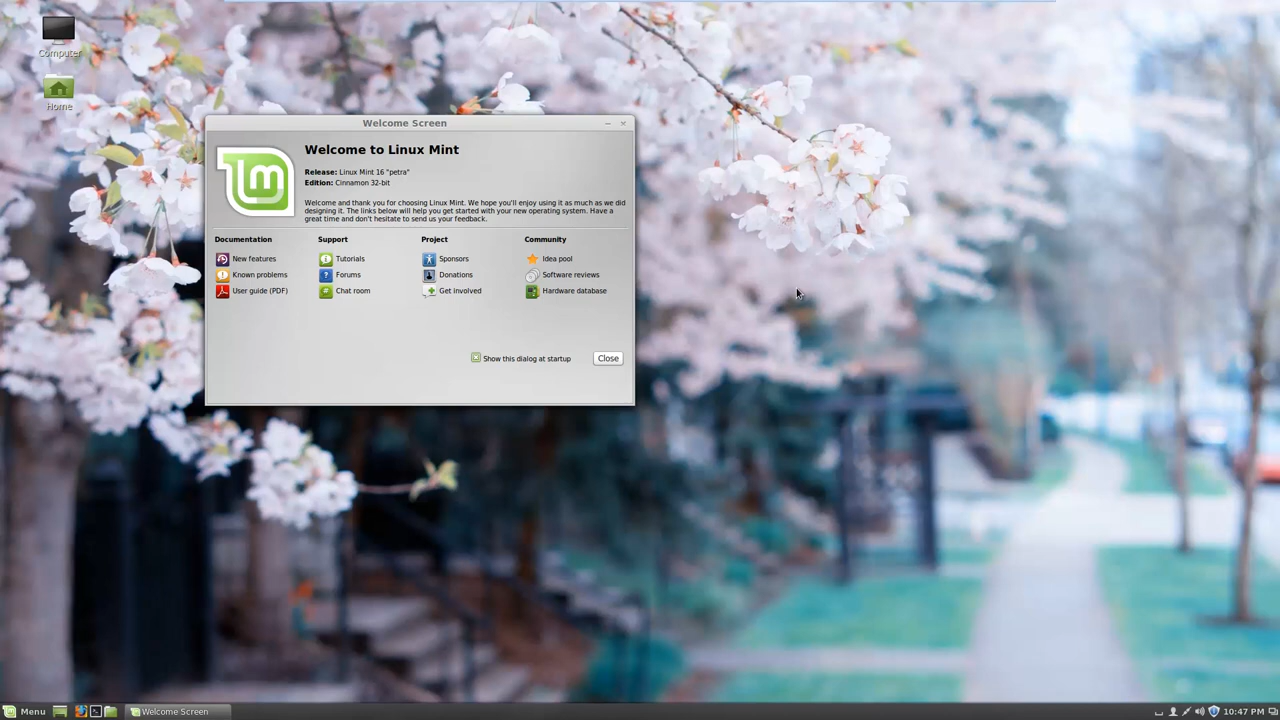 Computer
Home
Welcome Screen
Welcome to Linux Mint
Release: Linux Mint 16 "petra"
Edition: Cinnamon 32-bit
Welcome and thank you for choosing Linux Mint. We hope you'll enjoy using it as much as we did
designing it. The links below will help you get started with your new operating system. Have a
great time and don't hesitate to send us your feedback.
Documentation Support Project Community
New features Tutorials Sponsors Idea pool
Known problems Forums Donations Software reviews
User guide (PDF) Chat room Get involved Hardware database
Show this dialog at startup Close
Menu Welcome Screen 10:47 PM